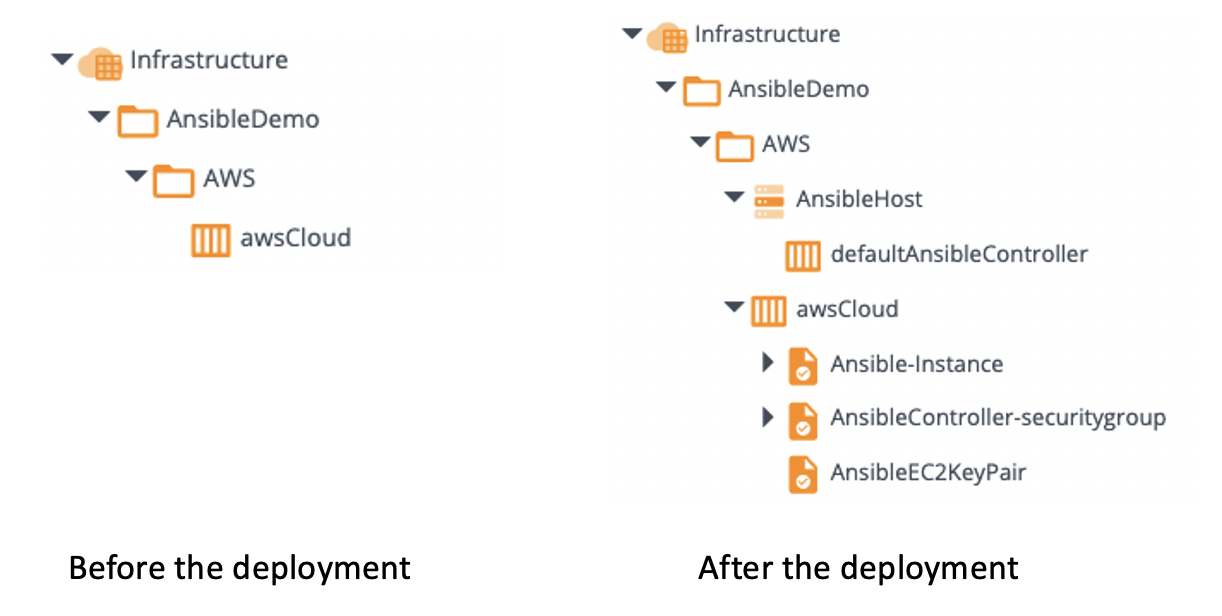 Infrastructure
AnsibleDemo
AWS
awsCloud
Before the deployment
Infrastructure
AnsibleDemo
AWS
AnsibleHost
defaultAnsibleController
awsCloud
Ansible-Instance
AnsibleController-securitygroup
AnsibleEC2KeyPair
After the deployment